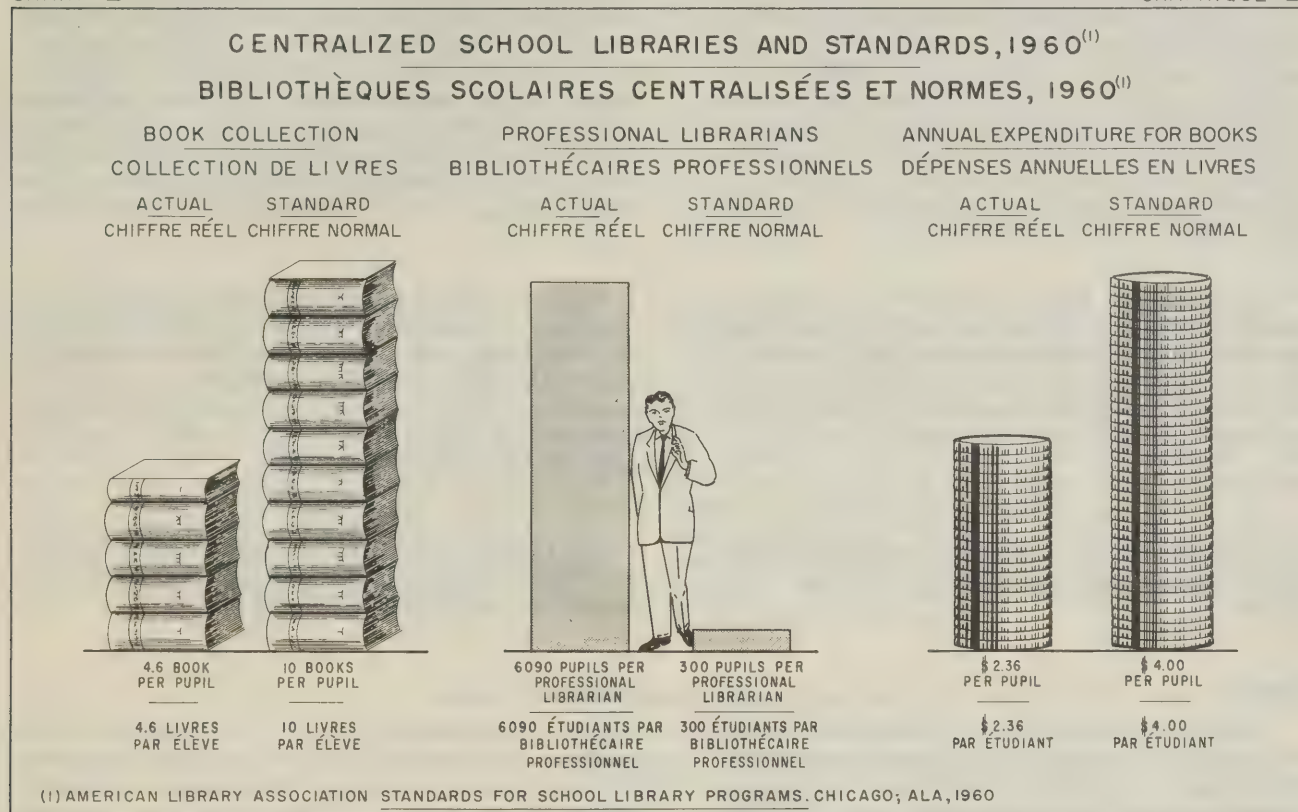 CENTRALIZED SCHOOL LIBRARIES AND STANDARDS, 1960(1)
BIBLIOTHÈQUES SCOLAIRES CENTRALISÉES ET NORMES, 1960(1)
BOOK COLLECTION
COLLECTION DE LIVRES
ACTUAL STANDARD
CHIFFRE RÉEL CHIFFRE NORMAL
4.6 BOOK PER PUPIL
10 BOOKS PER PUPIL
4.6 LIVRES PAR ÉLÈVE
10 LIVRES PAR ÉLÈVE
PROFESSIONAL LIBRARIANS
BIBLIOTHÉCAIRES PROFESSIONNELS
ACTUAL STANDARD
CHIFFRE RÉEL CHIFFRE NORMAL
6090 PUPILS PER
PROFESSIONAL
LIBRARIAN
300 PUPILS PER
PROFESSIONAL
LIBRARIAN
6090 ÉTUDIANTS PAR
BIBLIOTHÉCAIRE
PROFESSIONNEL
300 ÉTUDIANTS PAR
BIBLIOTHÉCAIRE
PROFESSIONNEL
ANNUAL EXPENDITURE FOR BOOKS
DÉPENSES ANNUELLES EN LIVRES
ACTUAL STANDARD
CHIFFRE RÉEL CHIFFRE NORMAL
$2.36
PER PUPIL
$4.00
PER PUPIL
$2.36
PAR ÉTUDIANT
$4.00
PAR ÉTUDIANT
(1) AMERICAN LIBRARY ASSOCIATION STANDARDS FOR SCHOOL LIBRARY PROGRAMS. CHICAGO; ALA, 1960